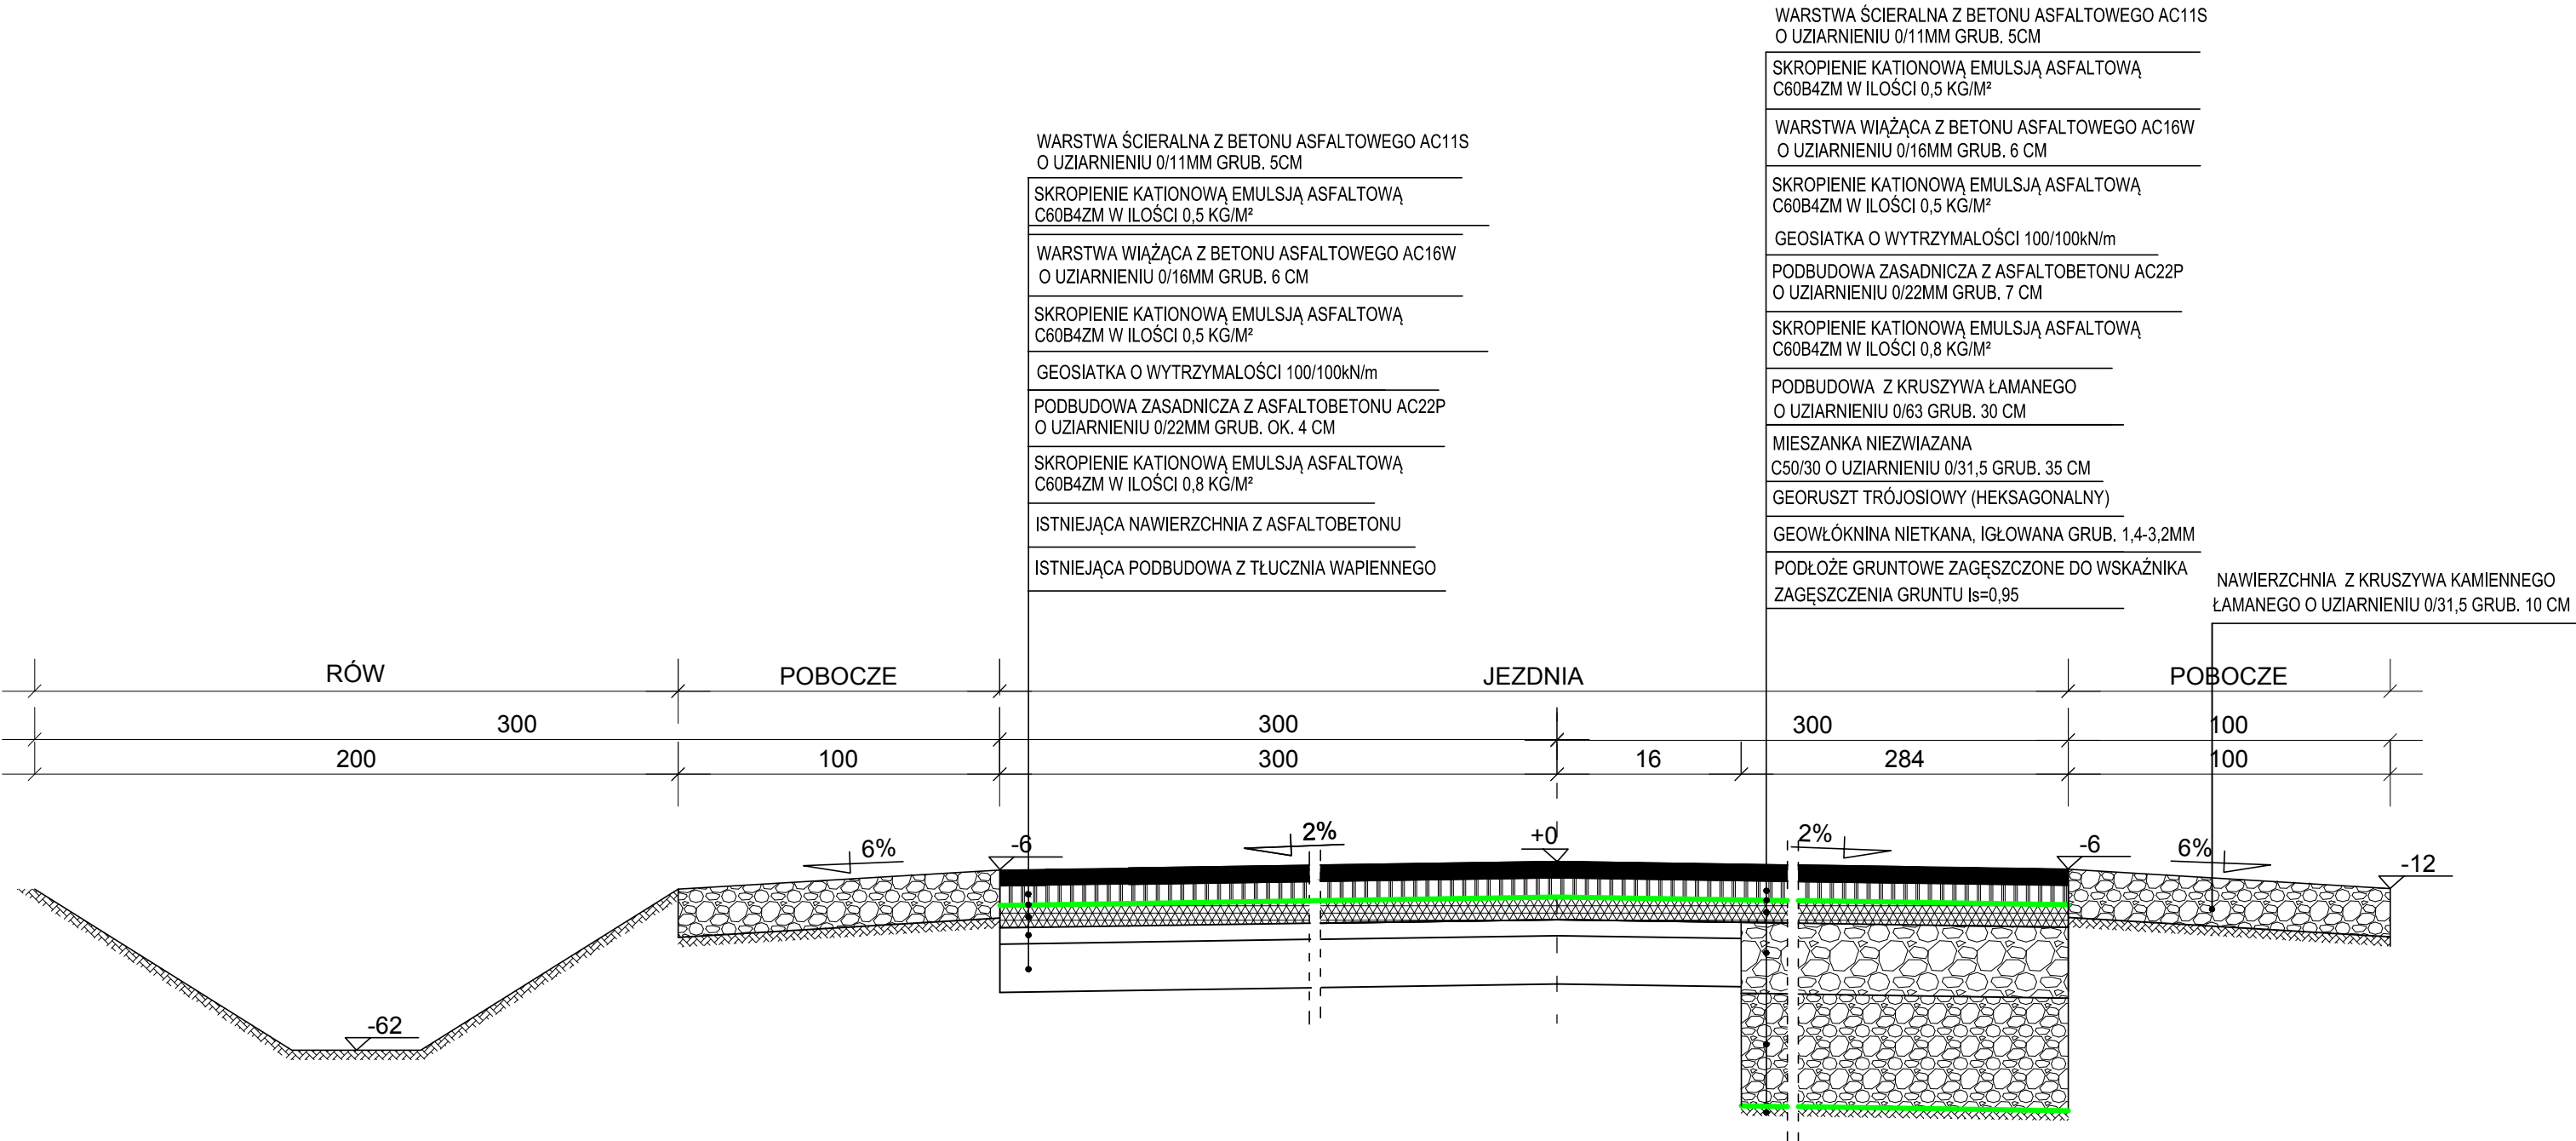 WARSTWA ŚCIERALNA Z BETONU ASFALTOWEGO AC11S
O UZIARNIENIU 0/11MM GRUB. 5CM
SKROPIENIE KATIONOWĄ EMULSJĄ ASFALTOWĄ
C60B4ZM W ILOŚCI 0,5 KG/M²
WARSTWA WIĄŻĄCA Z BETONU ASFALTOWEGO AC16W
O UZIARNIENIU 0/16MM GRUB. 6 CM
SKROPIENIE KATIONOWĄ EMULSJĄ ASFALTOWĄ
C60B4ZM W ILOŚCI 0,5 KG/M²
GEOSIATKA O WYTRZYMALOŚCI 100/100kN/m
PODBUDOWA ZASADNICZA Z ASFALTOBETONU AC22P
O UZIARNIENIU 0/22MM GRUB. OK. 4 CM
SKROPIENIE KATIONOWĄ EMULSJĄ ASFALTOWĄ
C60B4ZM W ILOŚCI 0,8 KG/M²
ISTNIEJĄCA NAWIERZCHNIA Z ASFALTOBETONU
ISTNIEJĄCA PODBUDOWA Z TŁUCZNIA WAPIENNEGO
WARSTWA ŚCIERALNA Z BETONU ASFALTOWEGO AC11S
O UZIARNIENIU 0/11MM GRUB. 5CM
SKROPIENIE KATIONOWĄ EMULSJĄ ASFALTOWĄ
C60B4ZM W ILOŚCI 0,5 KG/M²
WARSTWA WIĄŻĄCA Z BETONU ASFALTOWEGO AC16W
O UZIARNIENIU 0/16MM GRUB. 6 CM
SKROPIENIE KATIONOWĄ EMULSJĄ ASFALTOWĄ
C60B4ZM W ILOŚCI 0,5 KG/M²
GEOSIATKA O WYTRZYMALOŚCI 100/100kN/m
PODBUDOWA ZASADNICZA Z ASFALTOBETONU AC22P
O UZIARNIENIU 0/22MM GRUB. 7 CM
SKROPIENIE KATIONOWĄ EMULSJĄ ASFALTOWĄ
C60B4ZM W ILOŚCI 0,8 KG/M²
PODBUDOWA Z KRUSZYWA ŁAMANEGO
O UZIARNIENIU 0/63 GRUB. 30 CM
MIESZANKA NIEZWIAZANA
C50/30 O UZIARNIENIU 0/31,5 GRUB. 35 CM
GEORUSZT TRÓJOSIOWY (HEKSAGONALNY)
GEOWŁÓKNINA NIETKANA, IGŁOWANA GRUB. 1,4-3,2MM
PODŁOŻE GRUNTOWE ZAGĘSZCZONE DO WSKAŹNIKA
ZAGĘSZCZENIA GRUNTU Is=0,95
NAWIERZCHNIA Z KRUSZYWA KAMIENNEGO
ŁAMANEGO O UZIARNIENIU 0/31,5 GRUB. 10 CM
RÓW POBOCZE JEZDNIA POBOCZE
300 300 300 100
200 100 300 16 284 100
6% -6 2% +0 2% -6 6% -12
-62